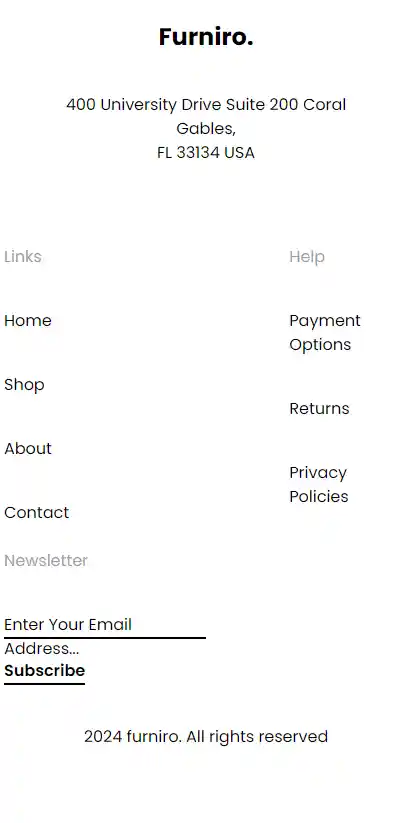 Furniro.
400 University Drive Suite 200 Coral
Gables,
FL 33134 USA
Links
Home
Shop
About
Contact
Help
Payment
Options
Returns
Privacy
Policies
Newsletter
Enter Your Email
Address...
Subscribe
2024 furniro. All rights reserved